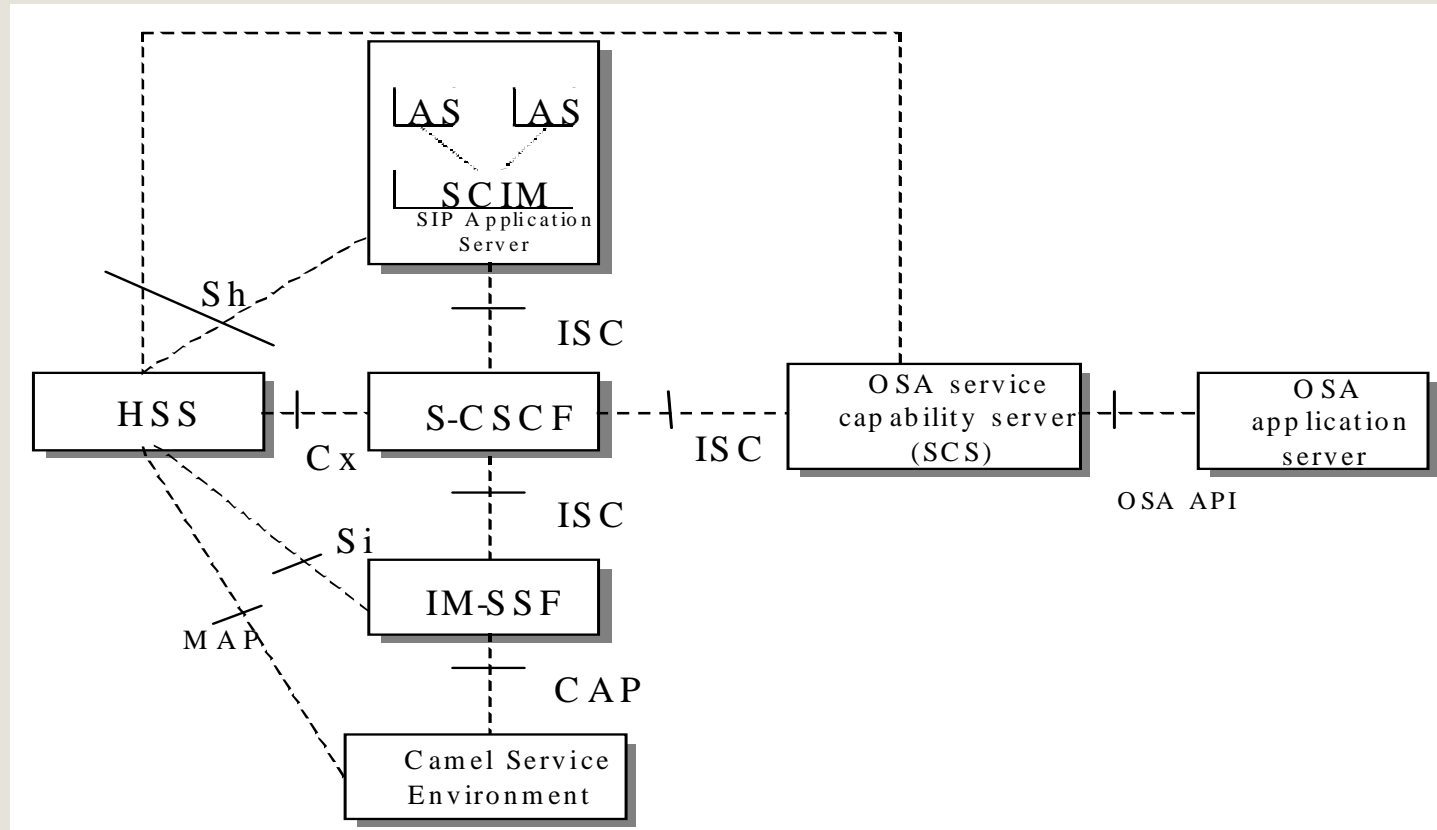 AS AS
SCIM
SIP Application
Server
Sh
ISC
HSS
S-CSCF
OSA service
capability server
(SCS)
OSA
application
server
Cx
ISC
OSA API
ISC
Si
IM-SSF
MAP
CAP
Camel Service
Environment